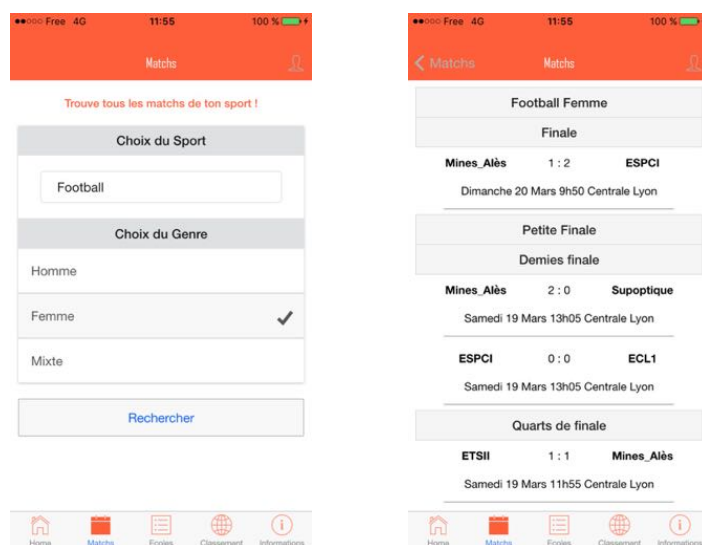 Free 4G 11:55 100 %
Matchs
Trouve tous les matchs de ton sport !
Choix du Sport
Football
Choix du Genre
Homme
Femme
Mixte
Rechercher
Home Matchs Ecoles Classement Informations
Free 4G 11:55 100 %
Matchs Matchs
Football Femme
Finale
Mines_Alès 1 : 2 ESPCI
Dimanche 20 Mars 9h50 Centrale Lyon
Petite Finale
Demies finale
Mines_Alès 2 : 0 Supoptique
Samedi 19 Mars 13h05 Centrale Lyon
ESPCI 0 : 0 ECL1
Samedi 19 Mars 13h05 Centrale Lyon
Quarts de finale
ETSII 1 : 1 Mines_Alès
Samedi 19 Mars 11h55 Centrale Lyon
Home Matchs Ecoles Classement Informations